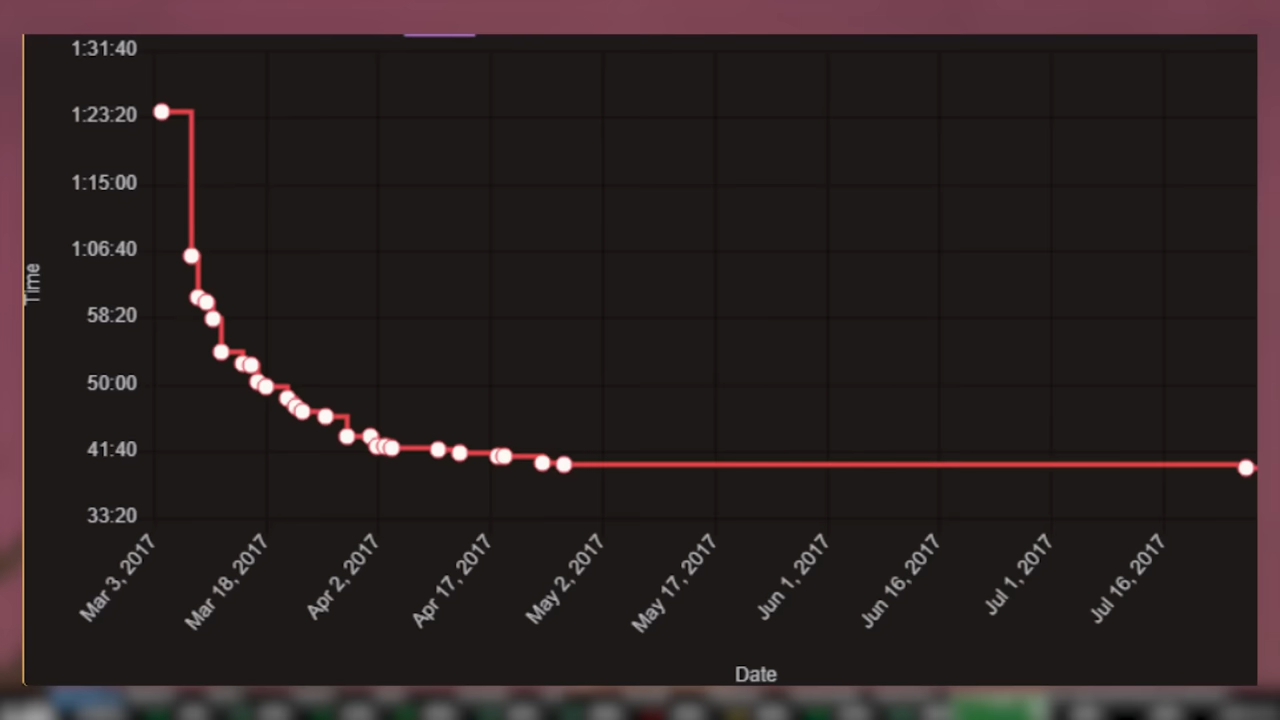 1:31:40
1:23:20
1:15:00
1:06:40
58:20
50:00
41:40
33:20
Time
Mar 3, 2017
Mar 18, 2017
Apr 2, 2017
Apr 17, 2017
May 2, 2017
May 17, 2017
Jun 1, 2017
Jun 16, 2017
Jul 1, 2017
Jul 16, 2017
Date